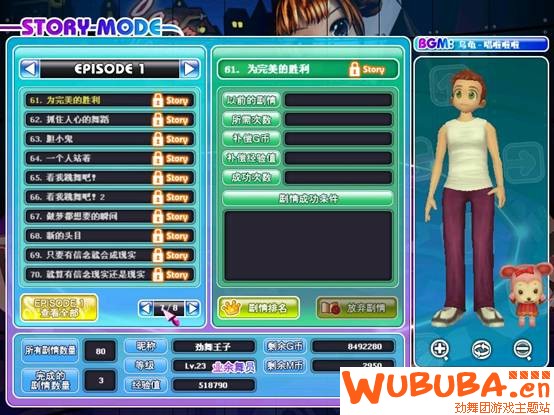 STORY MODE
BGM: 乌龟 - 唱啦啦啦
EPISODE 1
61. 为完美的胜利 Story
62. 抓住人心的舞蹈 Story
63. 胆小鬼 Story
64. 一个人站着 Story
65. 看我跳舞吧! Story
66. 看我跳舞吧! 2 Story
67. 做梦都想要的瞬间 Story
68. 新的头目 Story
69. 只要有信念就会成现实 Story
70. 就算有信念现实还是现实 Story
EPISODE 1
查看全部
7 / 8
61. 为完美的胜利 Story
以前的剧情
所需次数
补偿G币
补偿经验值
成功次数
剧情成功条件
剧情排名
放弃剧情
所有剧情数量 80
完成的
剧情数量 3
昵称 劲舞王子
等级 Lv.23 业余舞员
经验值 518790
剩余G币 8492280
剩余M币 2950
WUBUBA.cn
劲舞团游戏主题站